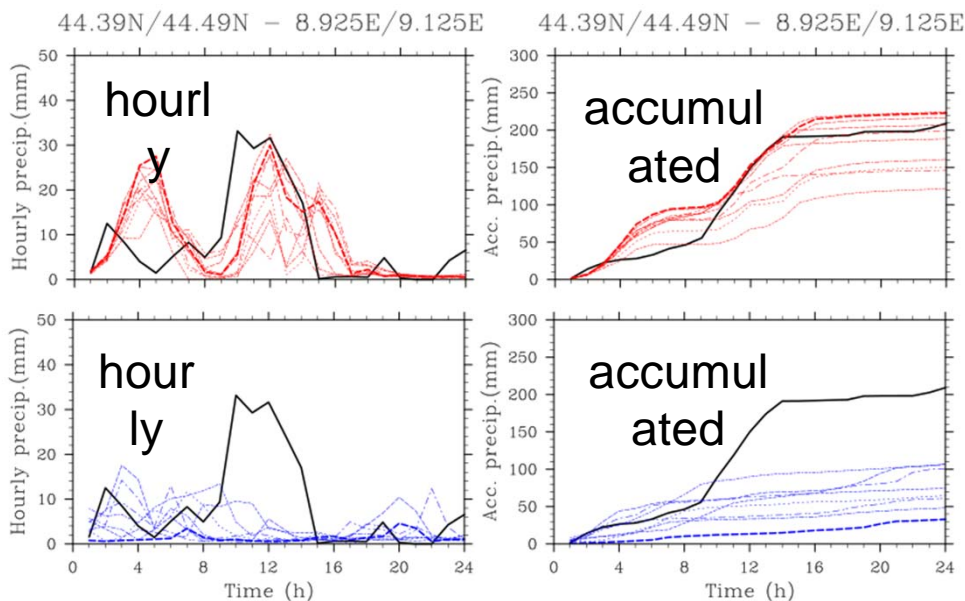 44.39N/44.49N - 8.925E/9.125E
44.39N/44.49N - 8.925E/9.125E
Hourly precip.(mm)
50
40
30
20
10
0
hourl
y
Acc. precip.(mm)
300
250
200
150
100
50
0
accumul
ated
Hourly precip.(mm)
50
40
30
20
10
0
hour
ly
0 4 8 12 16 20 24
Time (h)
Acc. precip.(mm)
300
250
200
150
100
50
0
accumul
ated
0 4 8 12 16 20 24
Time (h)